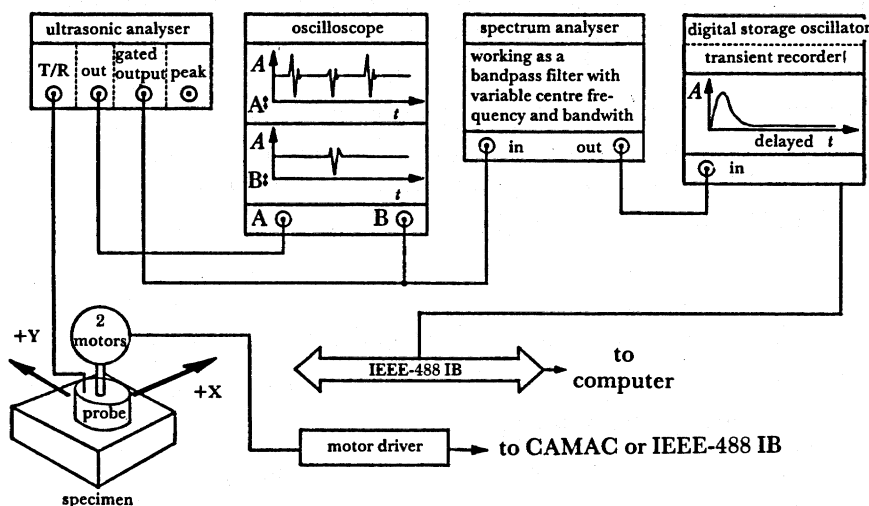 ultrasonic analyser
T/R
out
gated
output
peak
oscilloscope
A
A↕
t
A
B↕
t
A
B
spectrum analyser
working as a
bandpass filter with
variable centre fre-
quency and bandwith
in
out
digital storage oscillator
transient recorder
A
delayed t
in
2
motors
+Y
+X
probe
specimen
IEEE-488 IB
to
computer
motor driver
to CAMAC or IEEE-488 IB